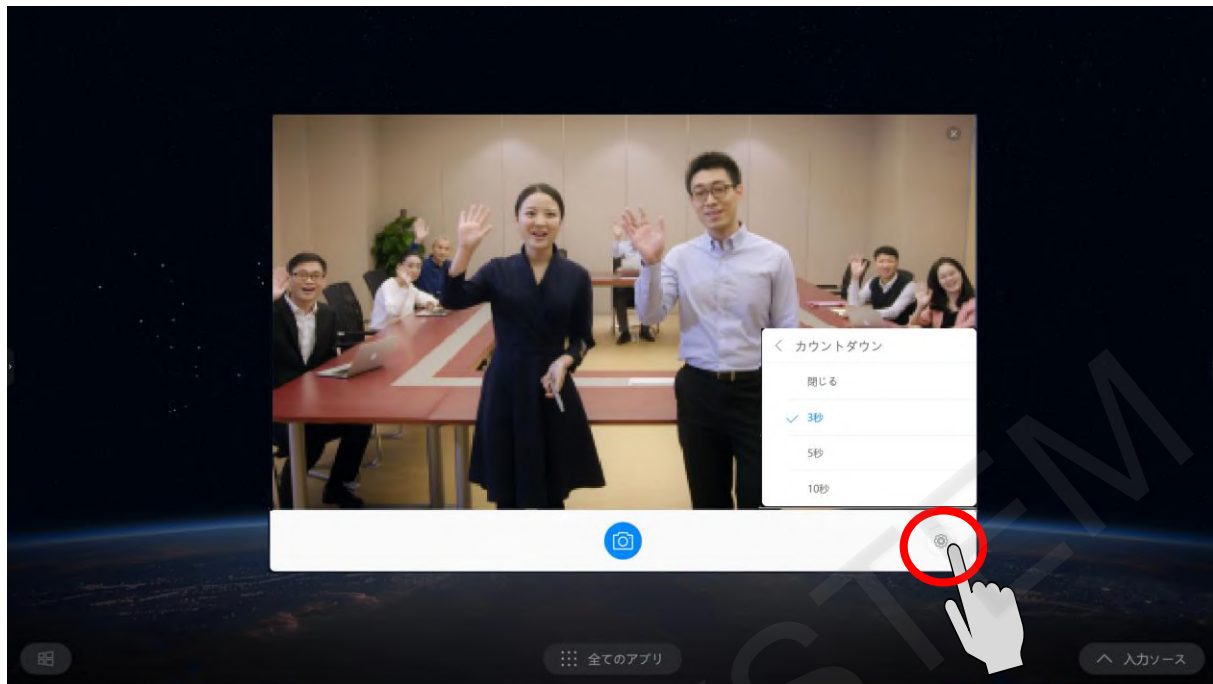 カウントダウン
閉じる
3秒
5秒
10秒
全てのアプリ
入力ソース